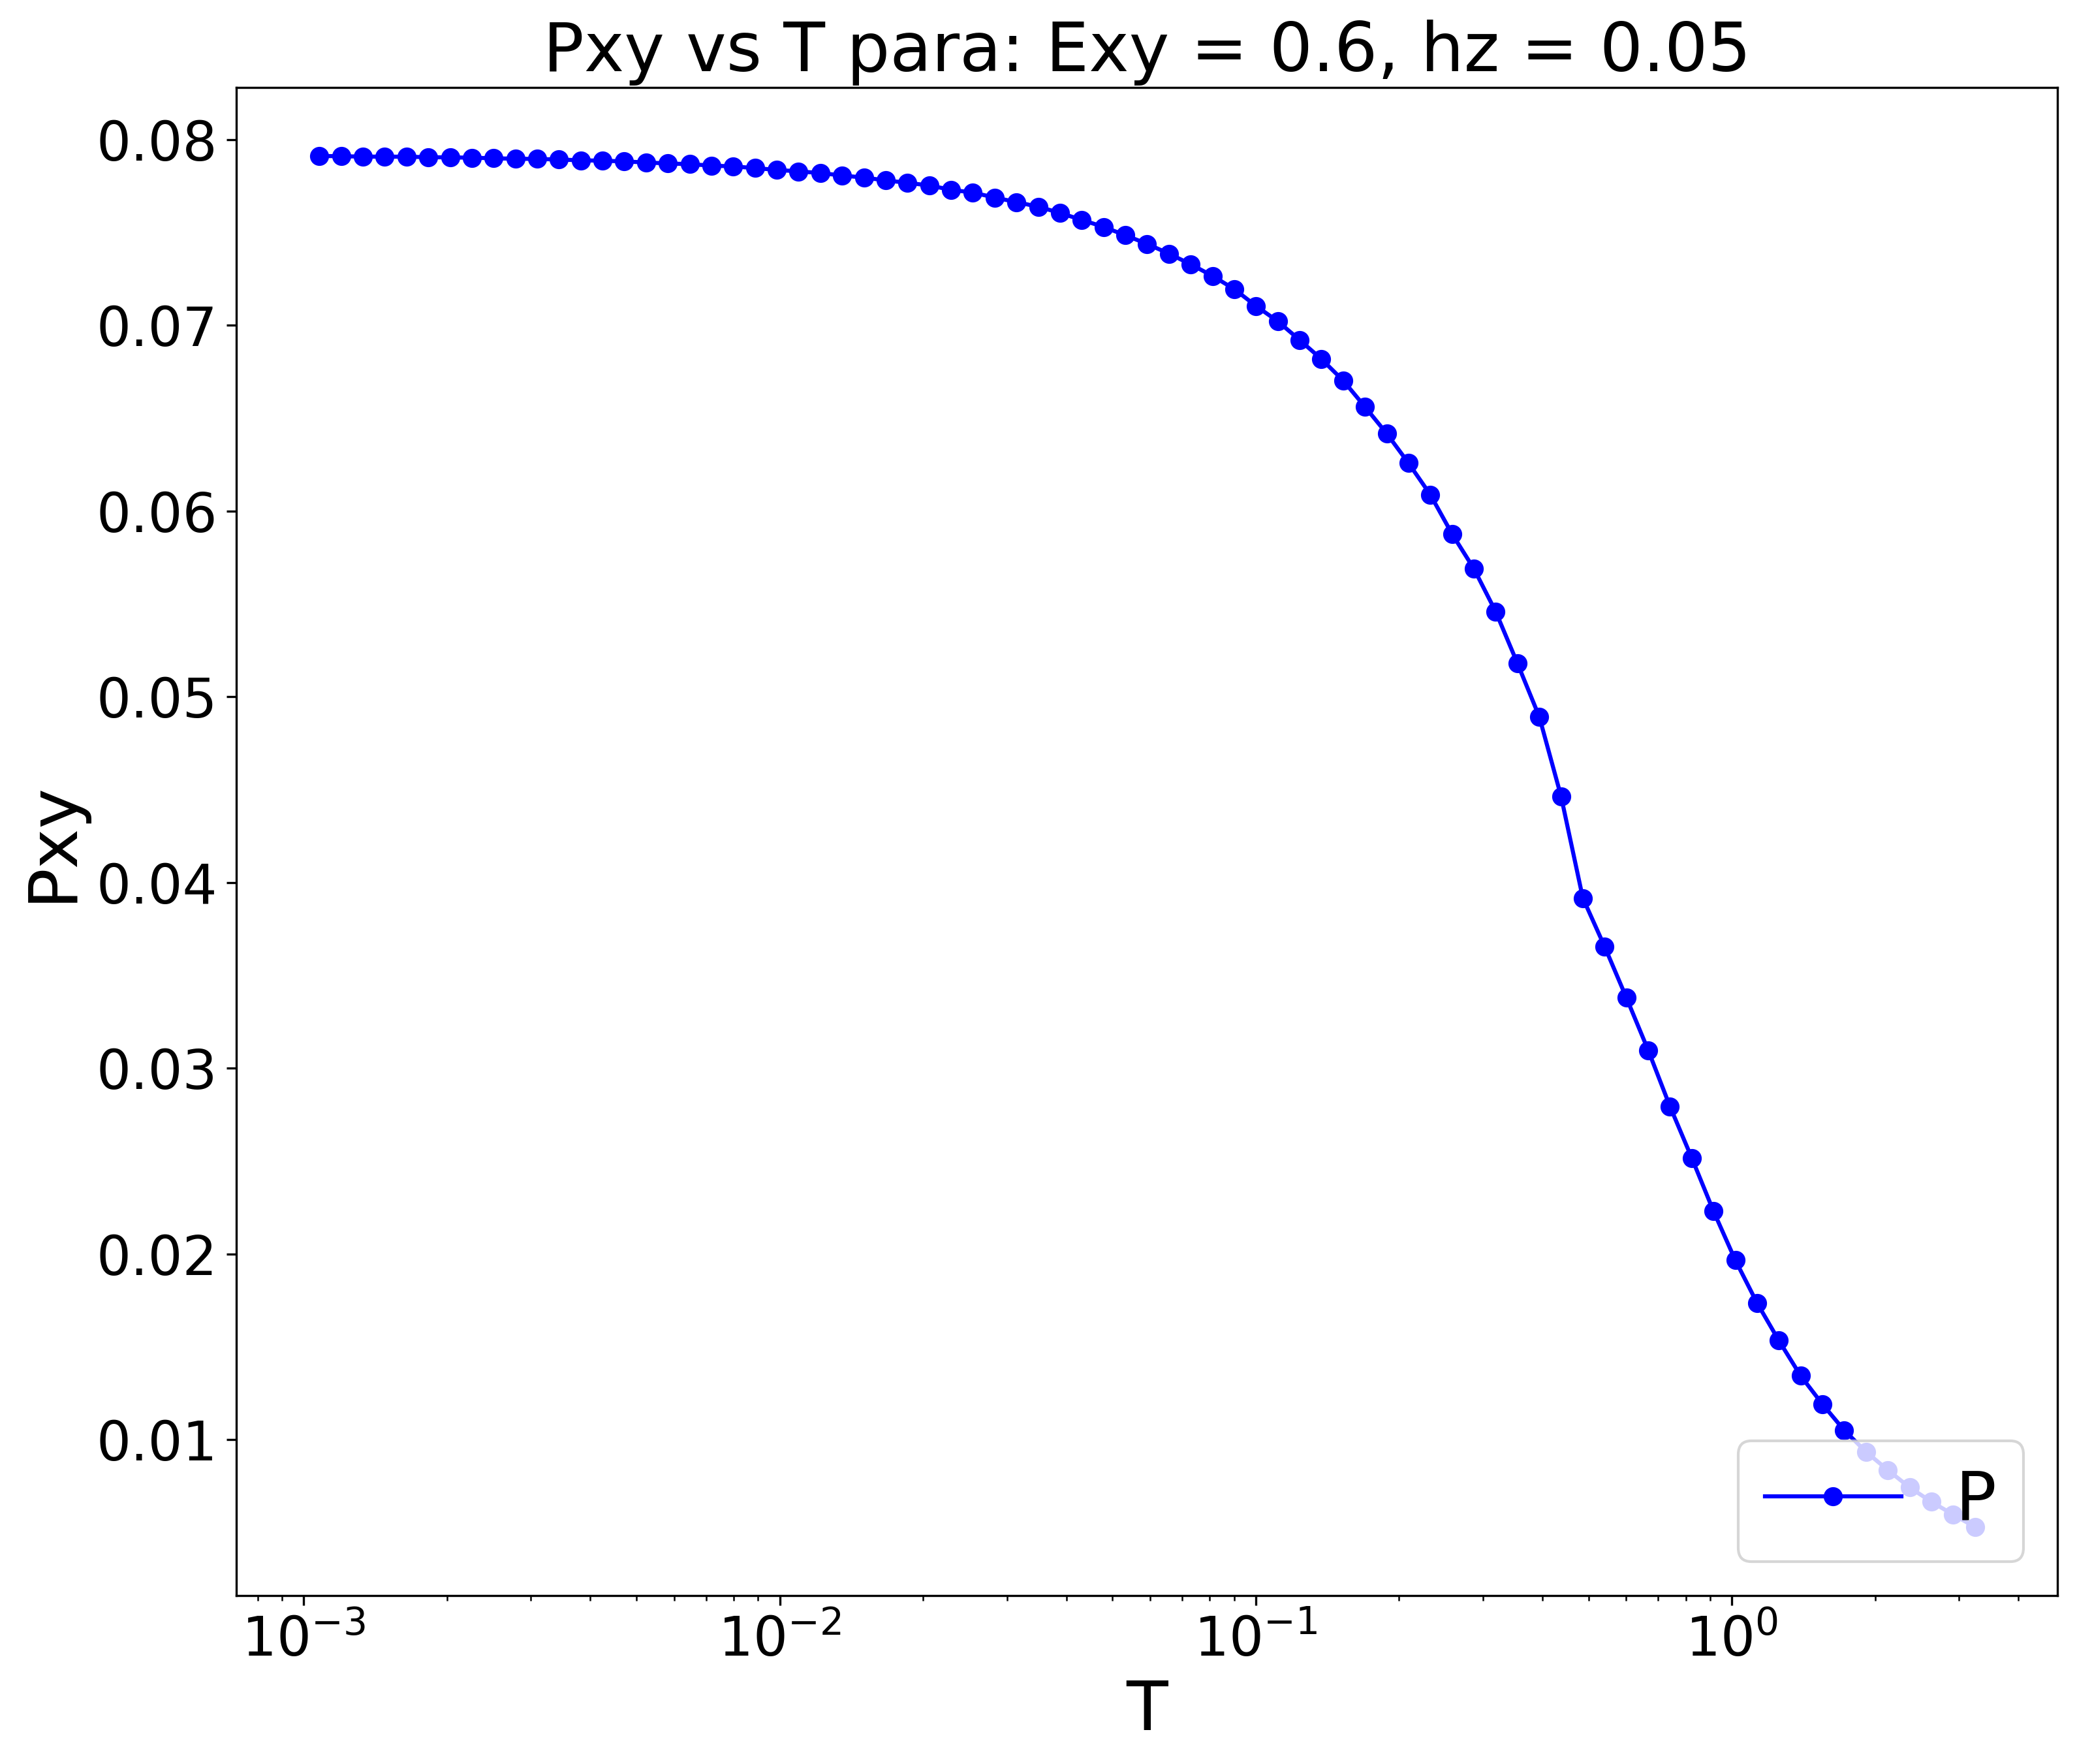 Pxy vs T para: Exy = 0.6, hz = 0.05
0.08
0.07
0.06
0.05
0.04
0.03
0.02
0.01
Pxy
P
10⁻³ 10⁻² 10⁻¹ 10⁰
T